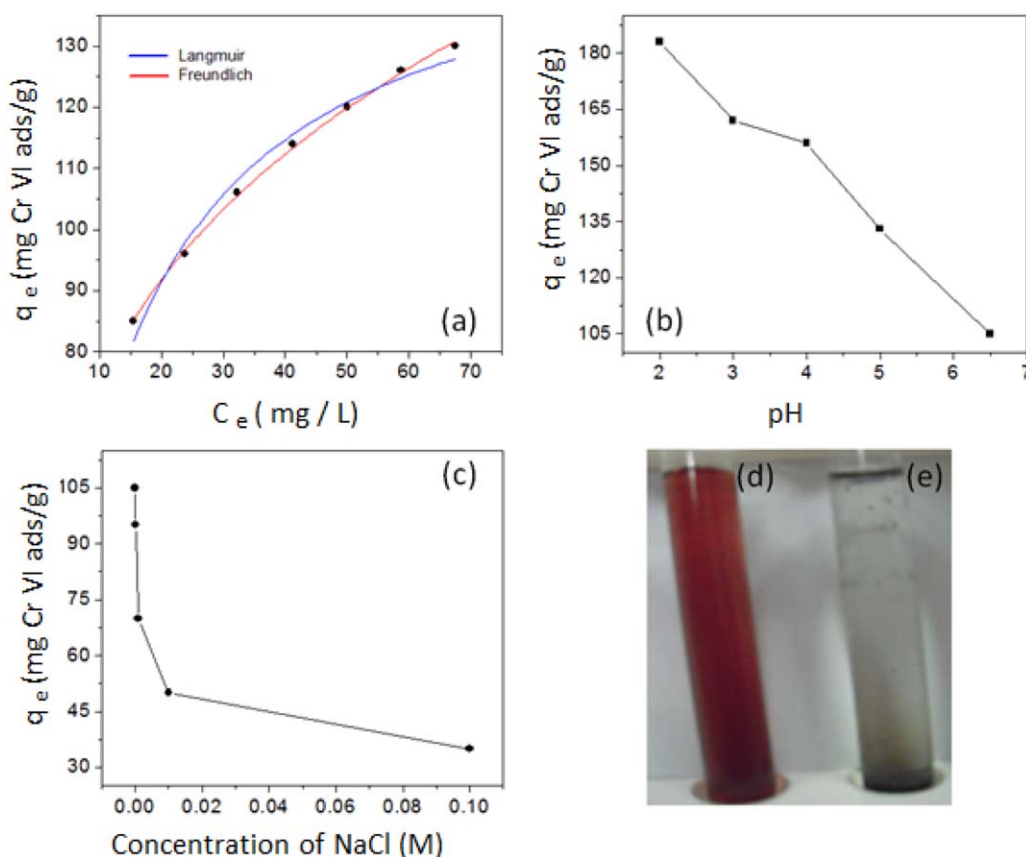 130
120
110
100
90
80
q e (mg Cr VI ads/g)
Langmuir
Freundlich
(a)
10 20 30 40 50 60 70
C e ( mg / L)
180
165
150
135
120
105
q e (mg Cr VI ads/g)
(b)
2 3 4 5 6 7
pH
105
90
75
60
45
30
q e (mg Cr VI ads/g)
(c)
0.00 0.02 0.04 0.06 0.08 0.10
Concentration of NaCl (M)
(d) (e)